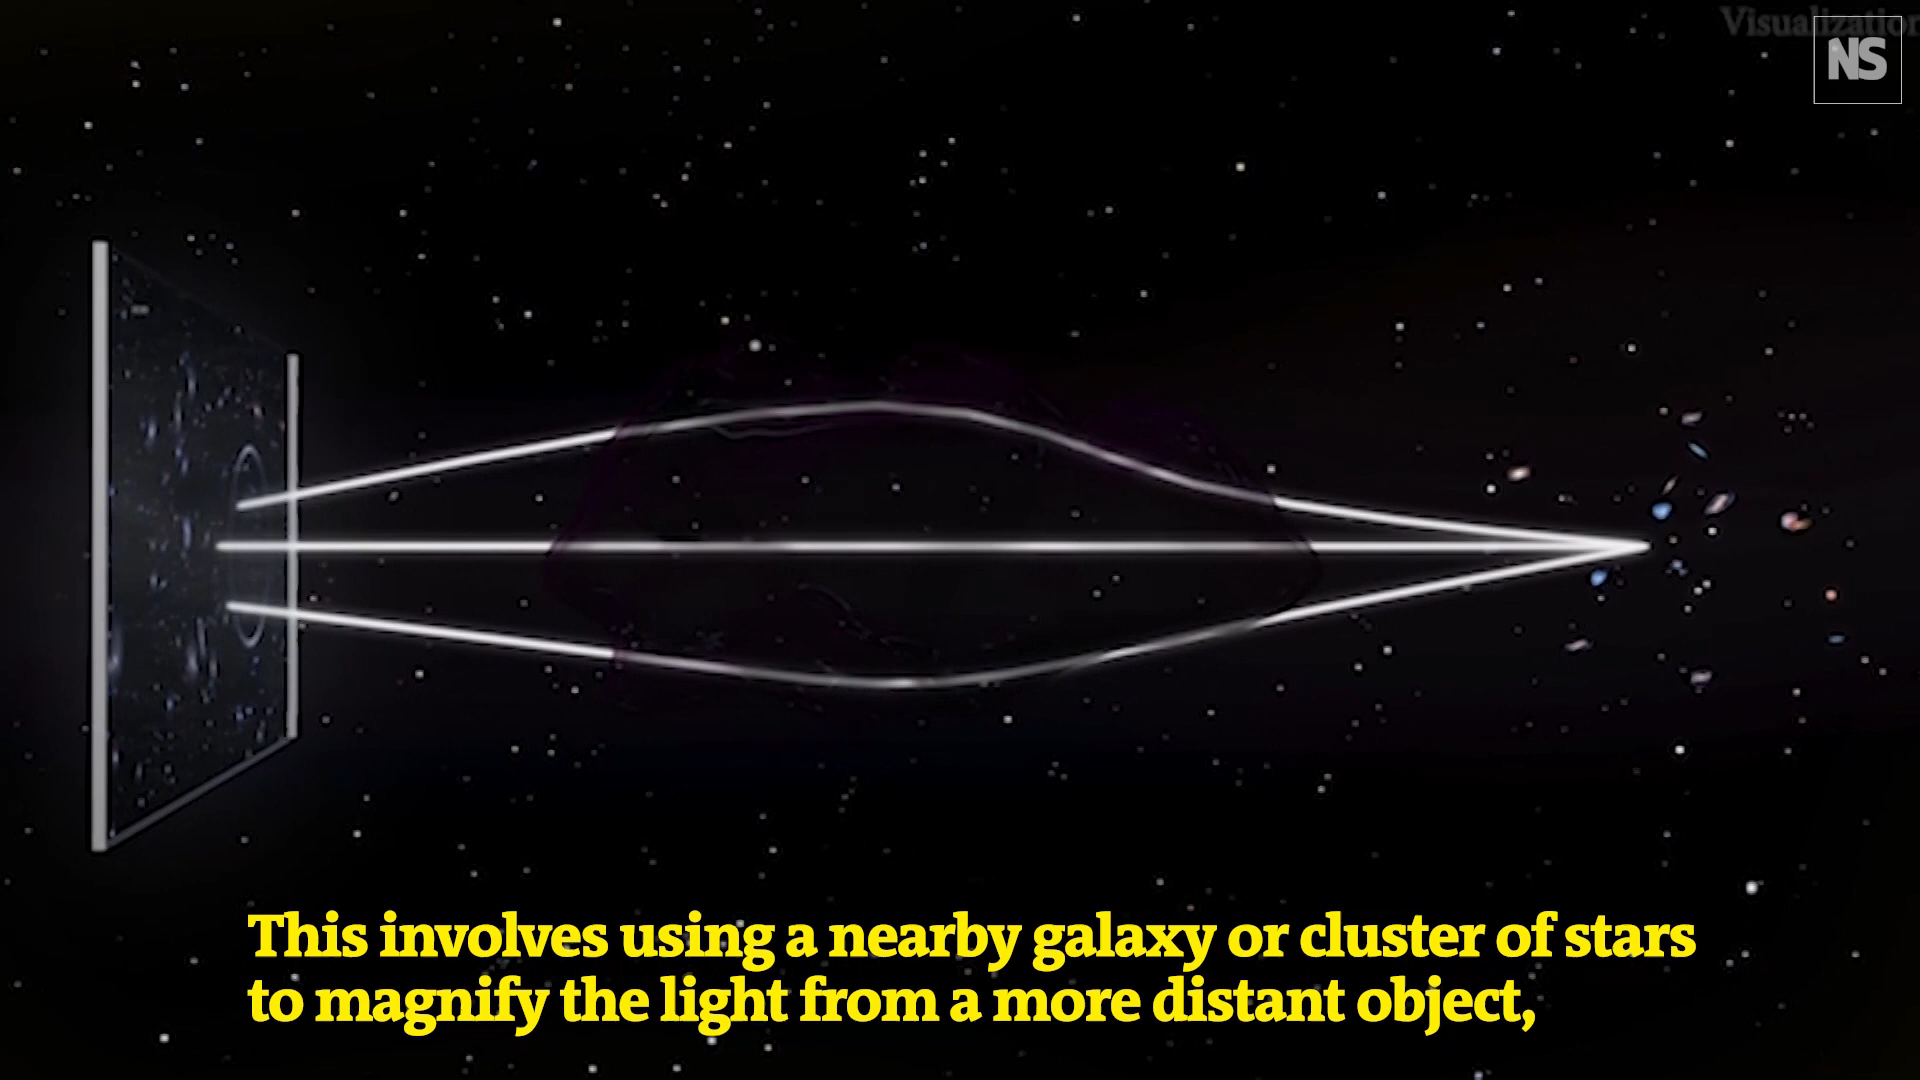 Visualization
NS
This involves using a nearby galaxy or cluster of stars
to magnify the light from a more distant object,